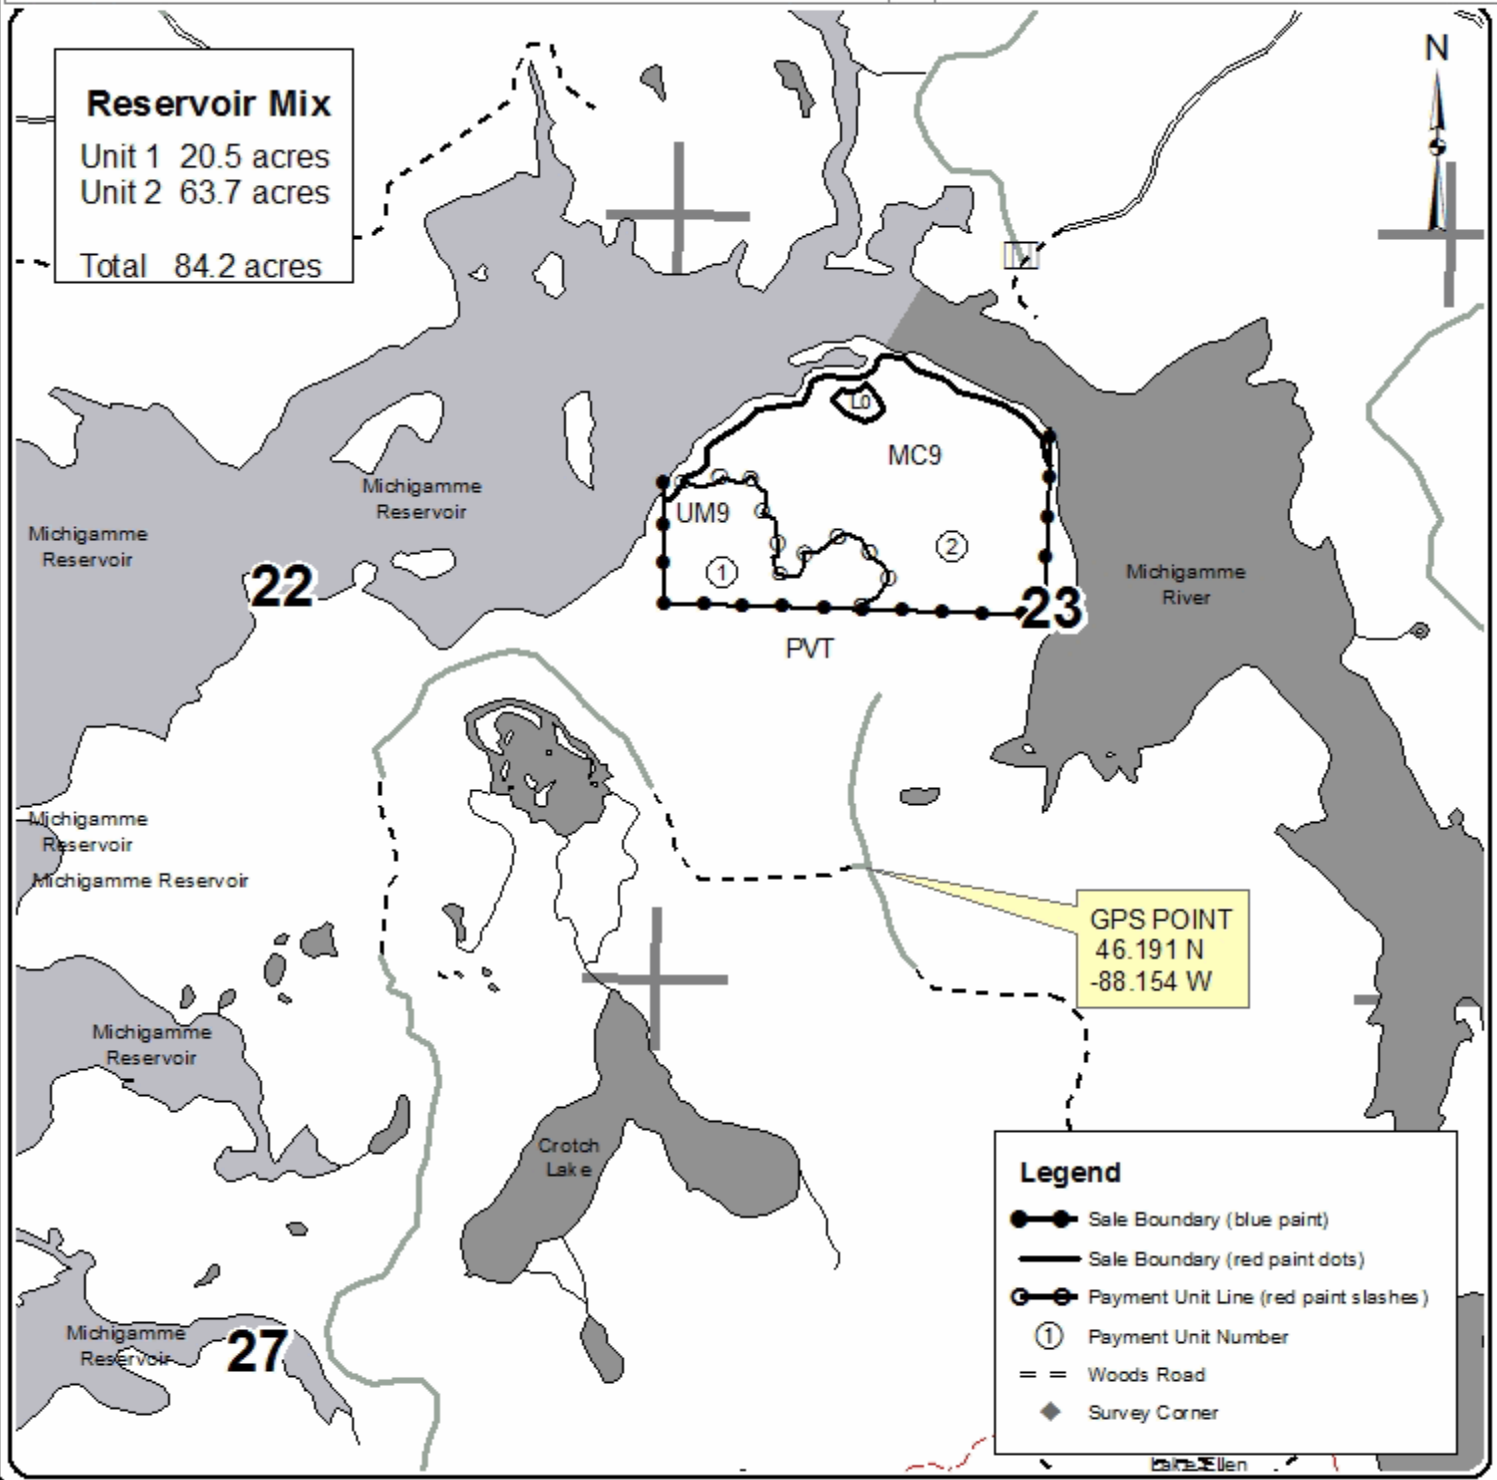 Reservoir Mix
Unit 1 20.5 acres
Unit 2 63.7 acres
Total 84.2 acres
N
L0
MC9
UM9
1
2
PVT
Michigamme
Reservoir
Michigamme
Reservoir
22
23
Michigamme
River
Michigamme
Reservoir
Michigamme Reservoir
GPS POINT
46.191 N
-88.154 W
Michigamme
Reservoir
Crotch
Lake
Michigamme
Reservoir
27
Legend
Sale Boundary (blue paint)
Sale Boundary (red paint dots)
Payment Unit Line (red paint slashes)
1 Payment Unit Number
Woods Road
Survey Corner
Lake Ellen